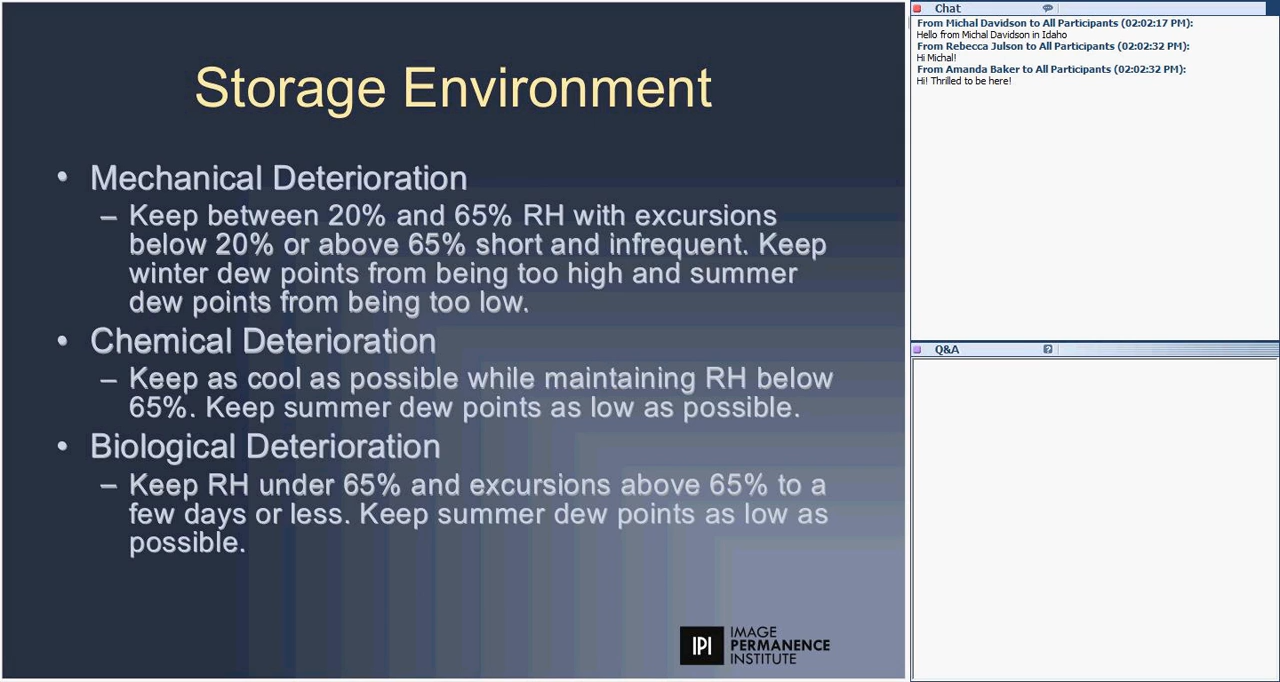 Storage Environment
• Mechanical Deterioration
– Keep between 20% and 65% RH with excursions
below 20% or above 65% short and infrequent. Keep
winter dew points from being too high and summer
dew points from being too low.
• Chemical Deterioration
– Keep as cool as possible while maintaining RH below
65%. Keep summer dew points as low as possible.
• Biological Deterioration
– Keep RH under 65% and excursions above 65% to a
few days or less. Keep summer dew points as low as
possible.
IPI
IMAGE
PERMANENCE
INSTITUTE
Chat
From Michal Davidson to All Participants (02:02:17 PM):
Hello from Michal Davidson in Idaho
From Rebecca Julson to All Participants (02:02:32 PM):
Hi Michal!
From Amanda Baker to All Participants (02:02:32 PM):
Hi! Thrilled to be here!
Q&A